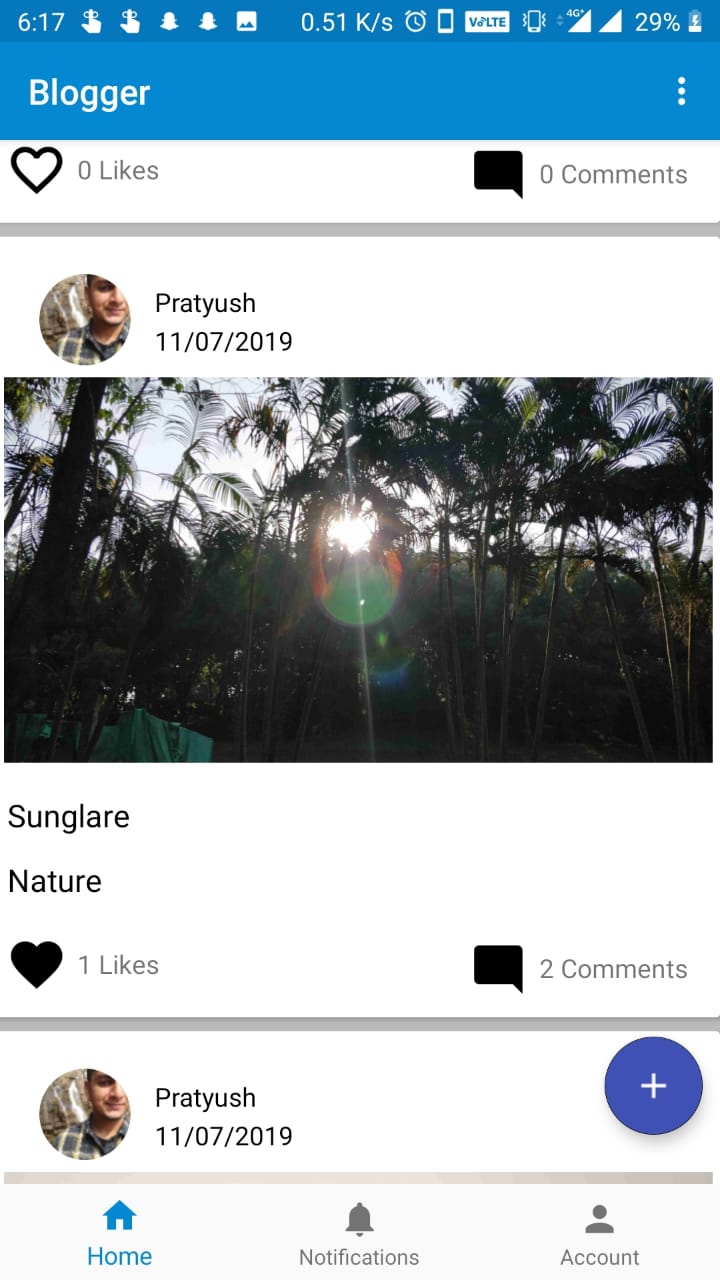 6:17 0.51 K/s VoLTE 4G+ 29%
Blogger
0 Likes 0 Comments
Pratyush
11/07/2019
Sunglare
Nature
1 Likes 2 Comments
Pratyush
11/07/2019
Home Notifications Account